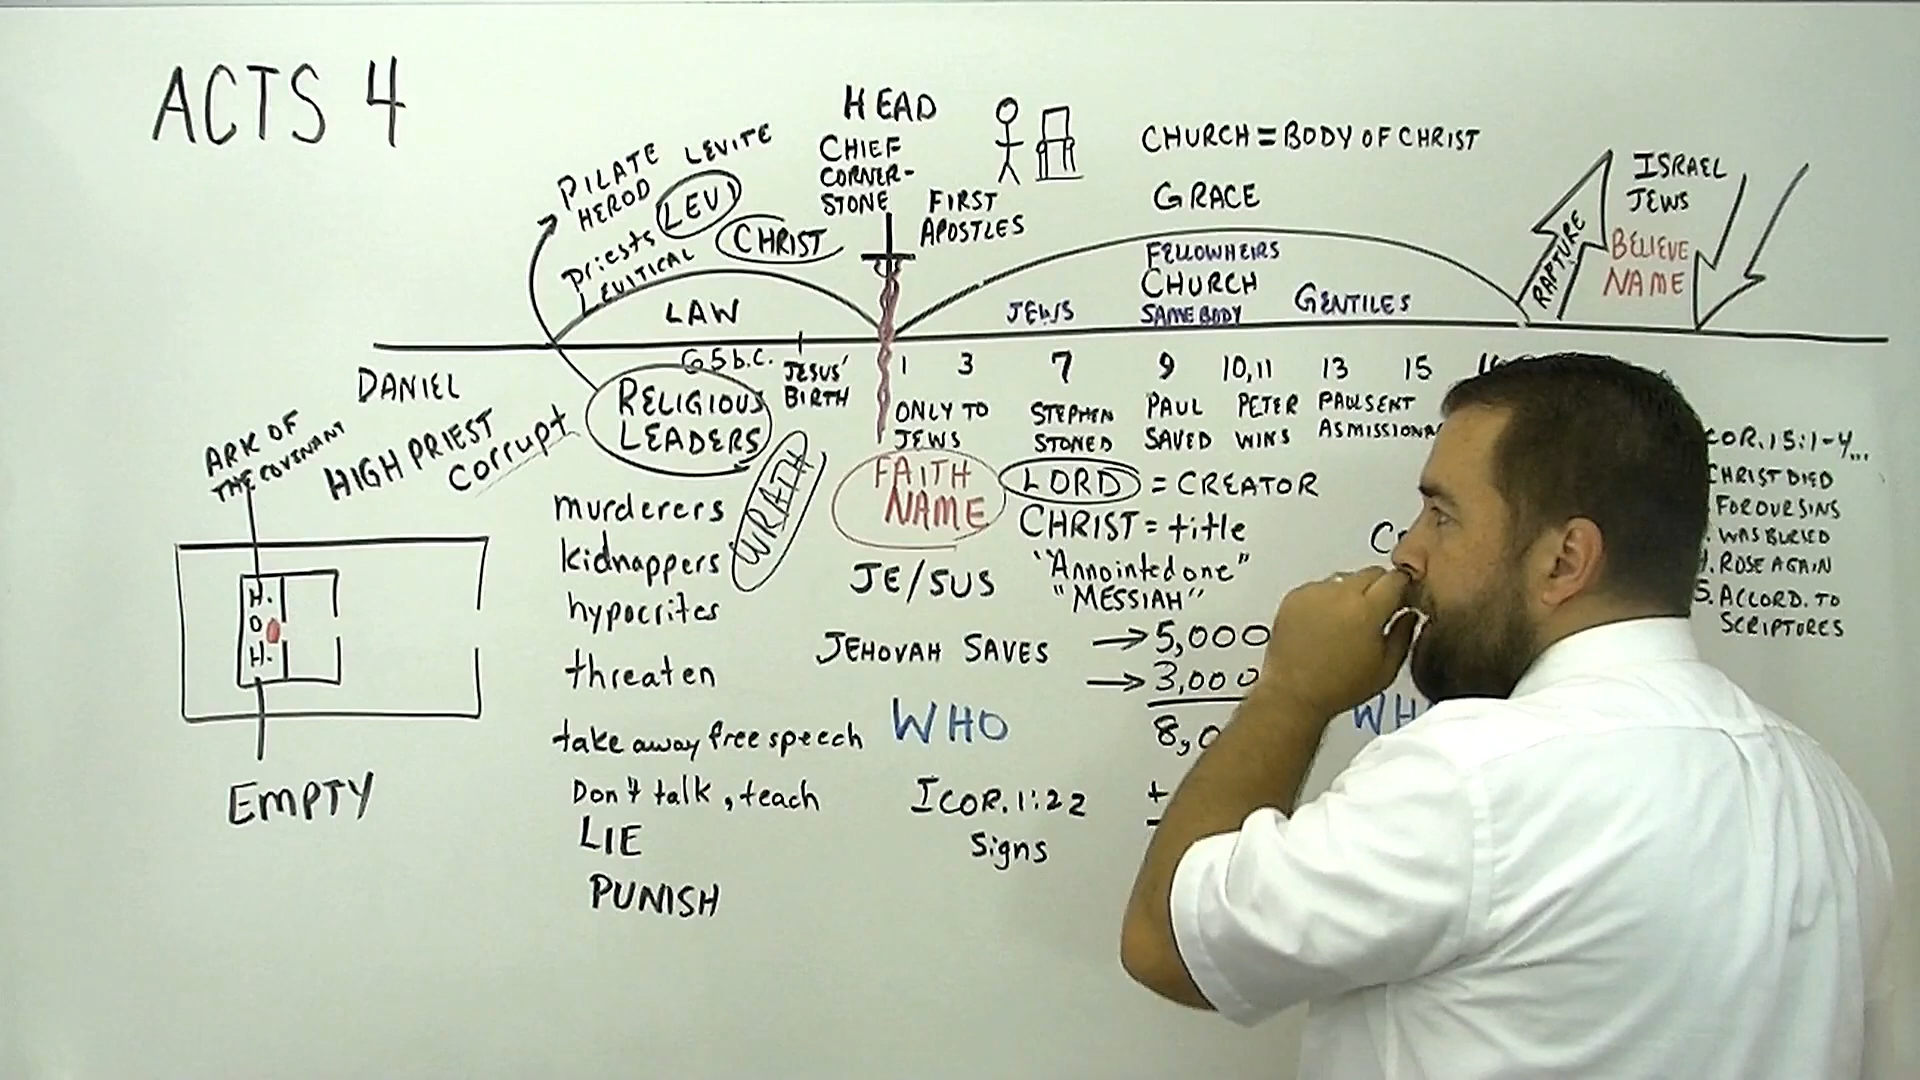 ACTS 4
HEAD
CHIEF
CORNER-
STONE
FIRST
APOSTLES
CHURCH = BODY OF CHRIST
GRACE
PILATE
HEROD
LEVITE
LEVI
priests
LEVITICAL
CHRIST
LAW
FELLOWHEIRS
CHURCH
SAME BODY
JEWS
GENTILES
RAPTURE
ISRAEL
JEWS
BELIEVE
NAME
DANIEL
65 b.c.
JESUS'
BIRTH
1 3 7 9 10,11 13 15
ONLY TO
JEWS
STEPHEN
STONED
PAUL
SAVED
PETER
WINS
PAUL SENT
AS MISSIONA
RELIGIOUS
LEADERS
ARK OF
THE COVINANT
HIGH PRIEST
corrupt
H.
O
H.
EMPTY
murderers
kidnappers
hypocrites
threaten
take away free speech
Don't talk, teach
LIE
PUNISH
WRATH
FAITH
NAME
JE/SUS
JEHOVAH SAVES
WHO
I COR. 1:22
Signs
LORD = CREATOR
CHRIST = title
"Annointed one"
"MESSIAH"
→ 5,000
→ 3,000
8,0
+
COR. 15:1-4...
CHRIST DIED
FOR OUR SINS
WAS BURIED
4. ROSE AGAIN
5. ACCORD. TO
SCRIPTURES